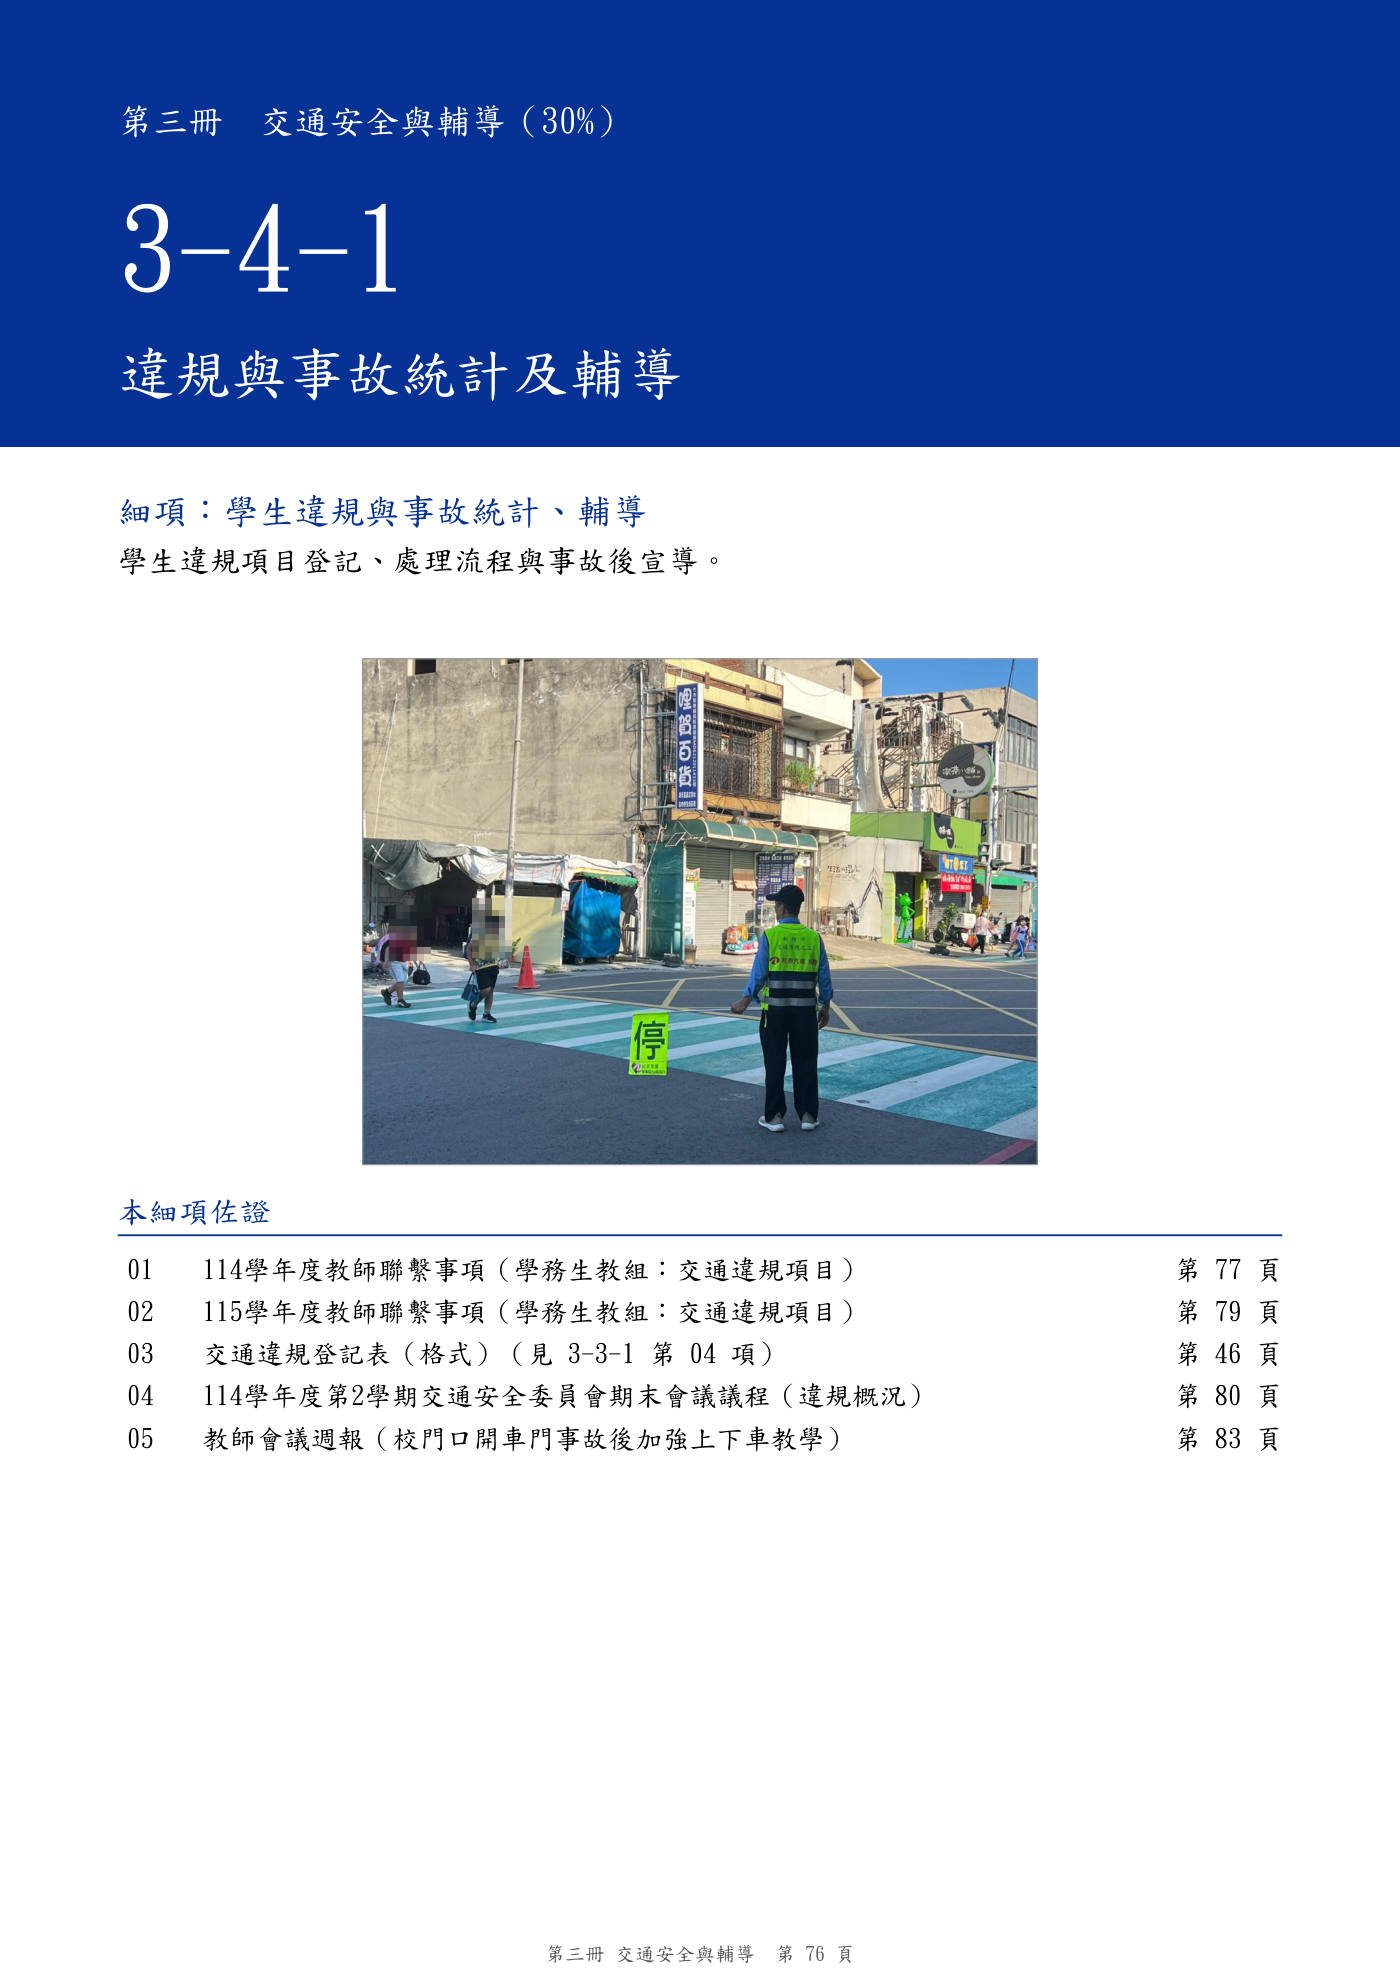 第三冊　交通安全與輔導（30%）
3-4-1
違規與事故統計及輔導
細項：學生違規與事故統計、輔導
學生違規項目登記、處理流程與事故後宣導。
哩賀百貨
停
本細項佐證
01 114學年度教師聯繫事項（學務生教組：交通違規項目） 第 77 頁
02 115學年度教師聯繫事項（學務生教組：交通違規項目） 第 79 頁
03 交通違規登記表（格式）（見 3-3-1 第 04 項） 第 46 頁
04 114學年度第2學期交通安全委員會期末會議議程（違規概況） 第 80 頁
05 教師會議週報（校門口開車門事故後加強上下車教學） 第 83 頁
第三冊 交通安全與輔導　第 76 頁